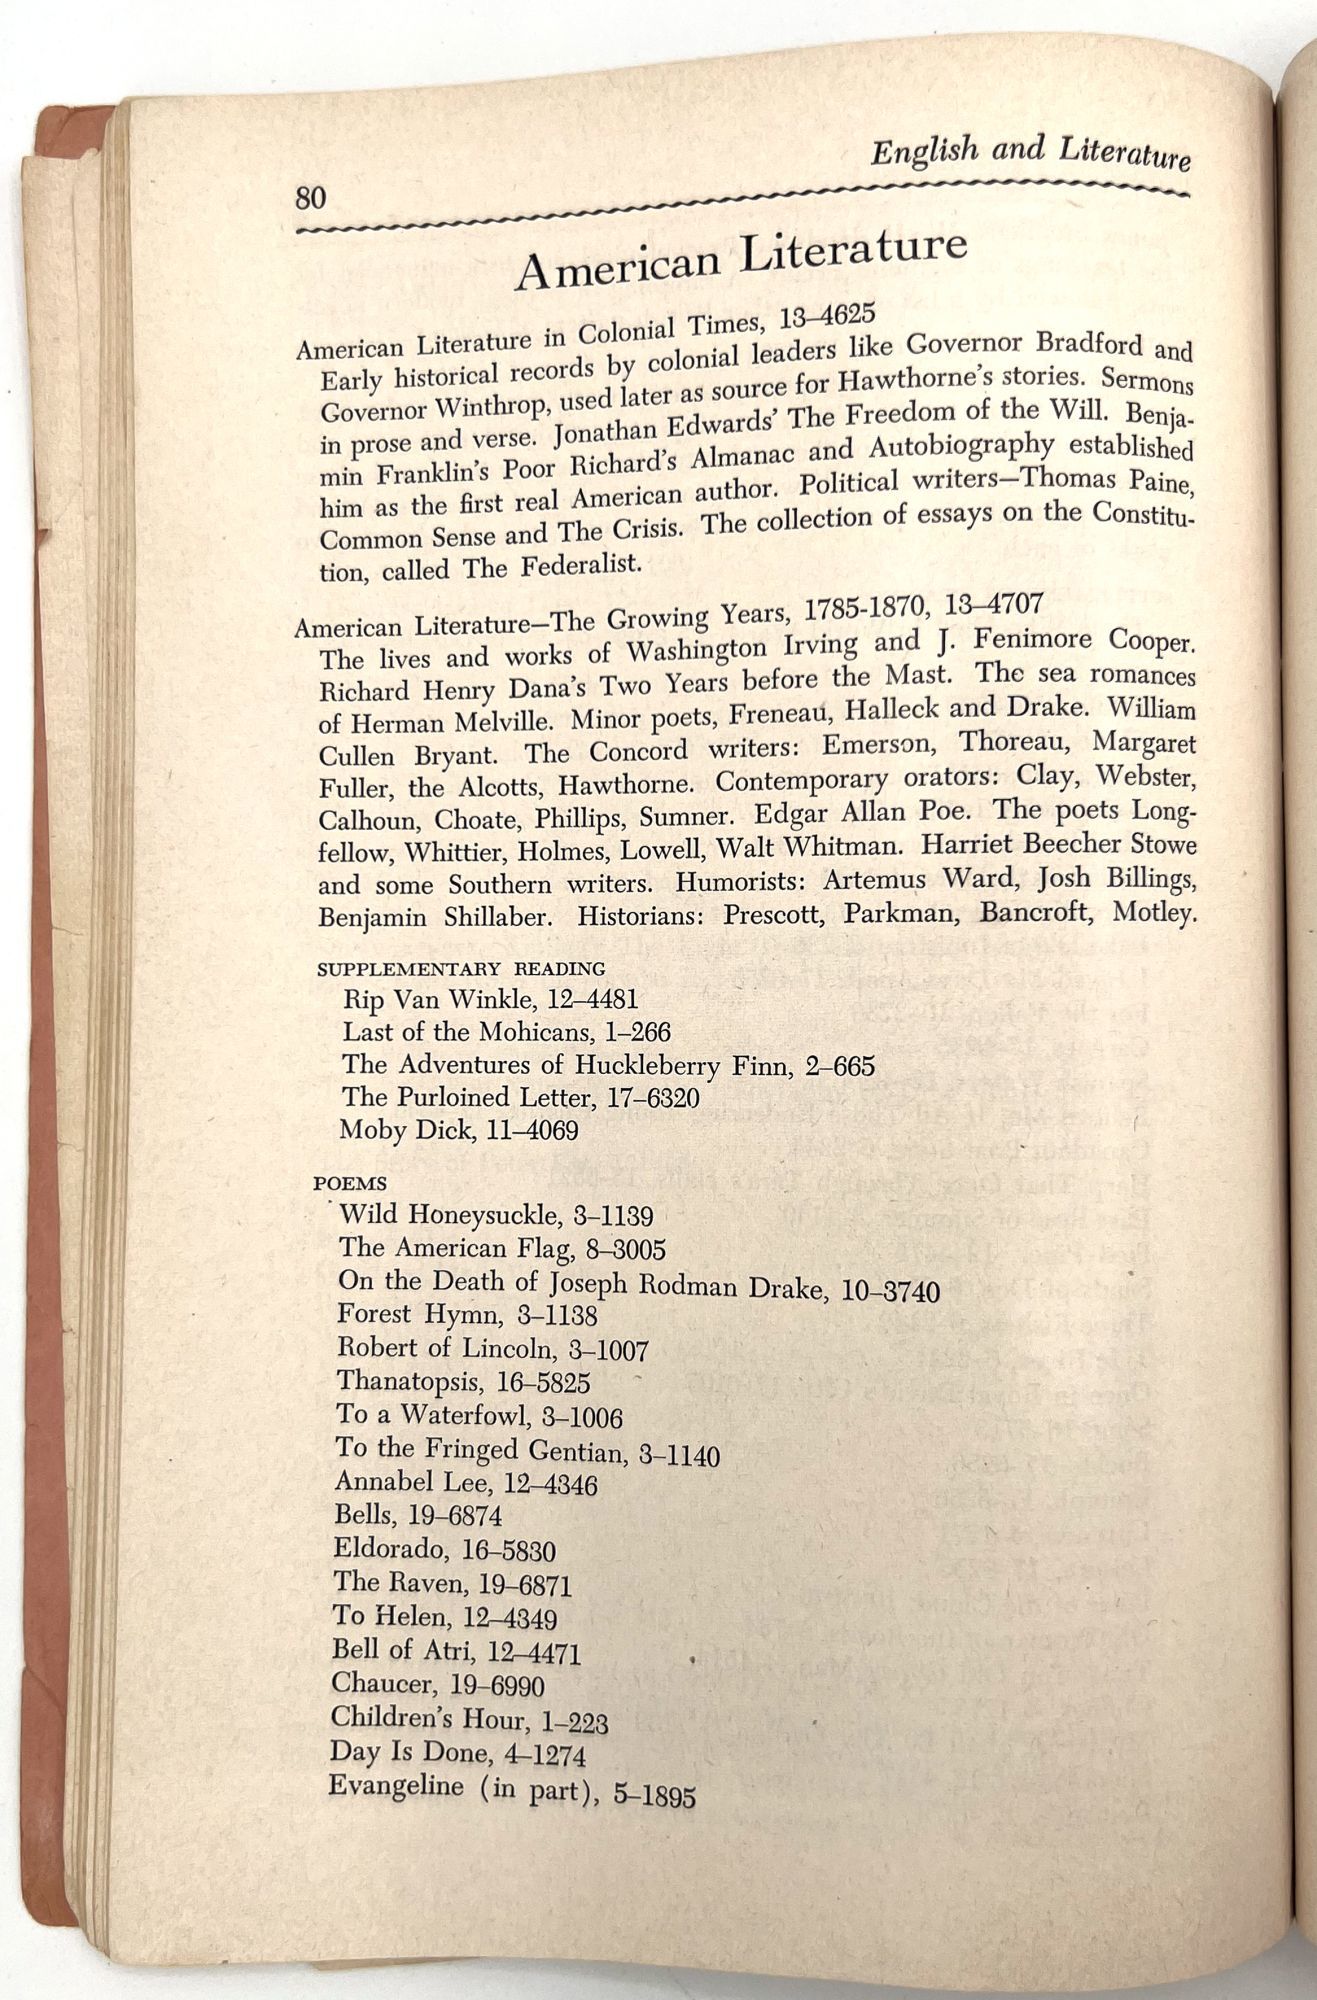 English and Literature
80
American Literature
American Literature in Colonial Times, 13–4625
Early historical records by colonial leaders like Governor Bradford and
Governor Winthrop, used later as source for Hawthorne's stories. Sermons
in prose and verse. Jonathan Edwards' The Freedom of the Will. Benja-
min Franklin's Poor Richard's Almanac and Autobiography established
him as the first real American author. Political writers—Thomas Paine,
Common Sense and The Crisis. The collection of essays on the Constitu-
tion, called The Federalist.
American Literature—The Growing Years, 1785-1870, 13–4707
The lives and works of Washington Irving and J. Fenimore Cooper.
Richard Henry Dana's Two Years before the Mast. The sea romances
of Herman Melville. Minor poets, Freneau, Halleck and Drake. William
Cullen Bryant. The Concord writers: Emerson, Thoreau, Margaret
Fuller, the Alcotts, Hawthorne. Contemporary orators: Clay, Webster,
Calhoun, Choate, Phillips, Sumner. Edgar Allan Poe. The poets Long-
fellow, Whittier, Holmes, Lowell, Walt Whitman. Harriet Beecher Stowe
and some Southern writers. Humorists: Artemus Ward, Josh Billings,
Benjamin Shillaber. Historians: Prescott, Parkman, Bancroft, Motley.
SUPPLEMENTARY READING
Rip Van Winkle, 12–4481
Last of the Mohicans, 1–266
The Adventures of Huckleberry Finn, 2–665
The Purloined Letter, 17–6320
Moby Dick, 11–4069
POEMS
Wild Honeysuckle, 3–1139
The American Flag, 8–3005
On the Death of Joseph Rodman Drake, 10–3740
Forest Hymn, 3–1138
Robert of Lincoln, 3–1007
Thanatopsis, 16–5825
To a Waterfowl, 3–1006
To the Fringed Gentian, 3–1140
Annabel Lee, 12–4346
Bells, 19–6874
Eldorado, 16–5830
The Raven, 19–6871
To Helen, 12–4349
Bell of Atri, 12–4471
Chaucer, 19–6990
Children's Hour, 1–223
Day Is Done, 4–1274
Evangeline (in part), 5–1895